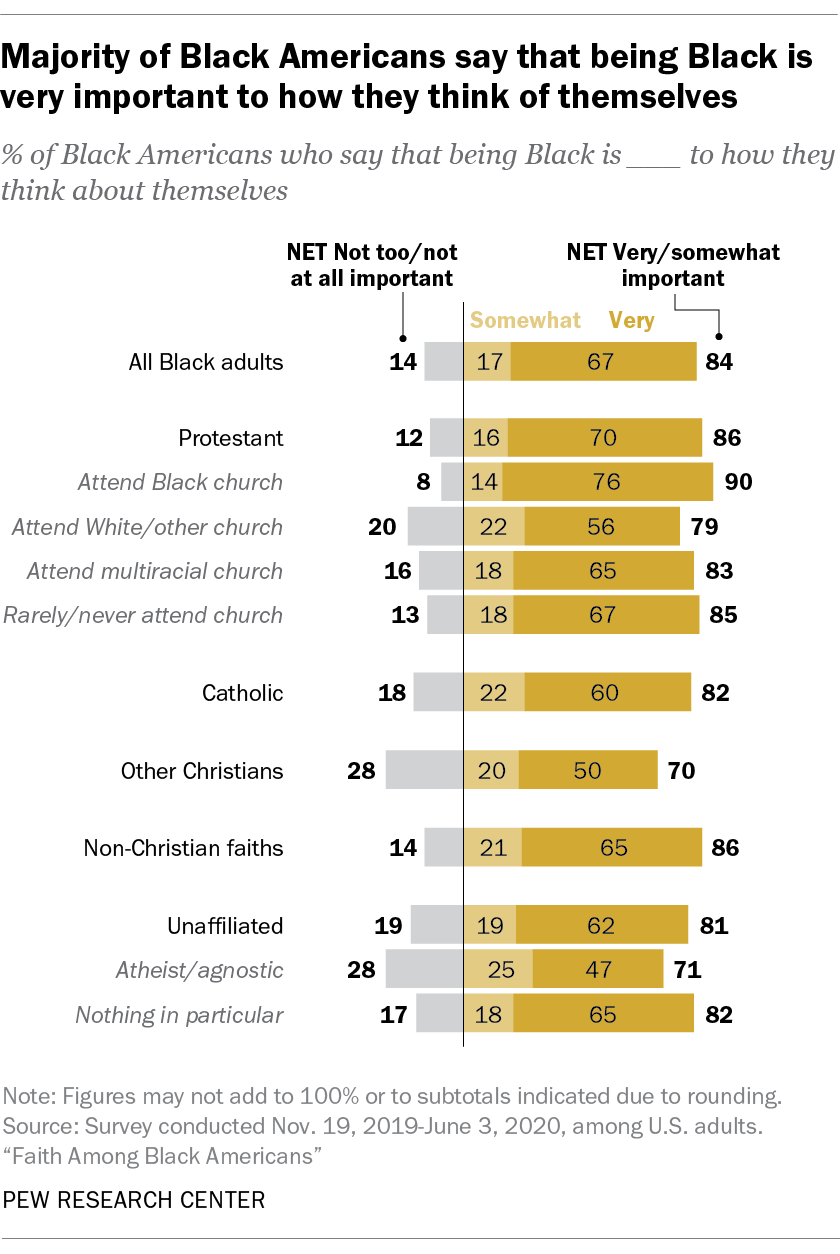 Majority of Black Americans say that being Black is
very important to how they think of themselves
% of Black Americans who say that being Black is ____ to how they
think about themselves
NET Not too/not
at all important
NET Very/somewhat
important
Somewhat Very
All Black adults 14 17 67 84
Protestant 12 16 70 86
Attend Black church 8 14 76 90
Attend White/other church 20 22 56 79
Attend multiracial church 16 18 65 83
Rarely/never attend church 13 18 67 85
Catholic 18 22 60 82
Other Christians 28 20 50 70
Non-Christian faiths 14 21 65 86
Unaffiliated 19 19 62 81
Atheist/agnostic 28 25 47 71
Nothing in particular 17 18 65 82
Note: Figures may not add to 100% or to subtotals indicated due to rounding.
Source: Survey conducted Nov. 19, 2019-June 3, 2020, among U.S. adults.
“Faith Among Black Americans”
PEW RESEARCH CENTER